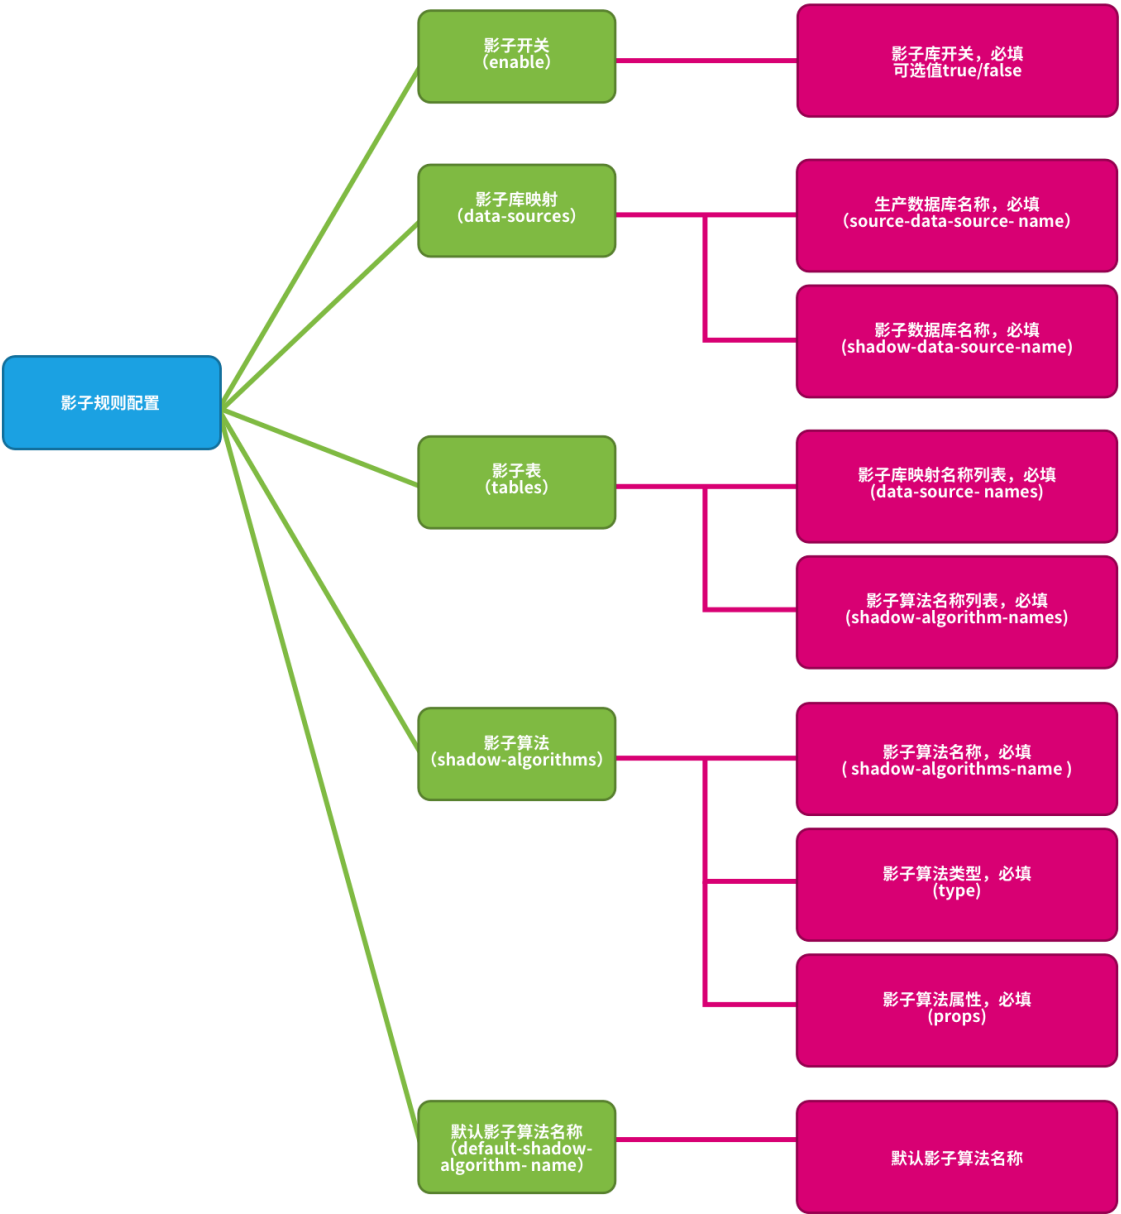 影子规则配置
影子开关
（enable）
影子库开关，必填
可选值true/false
影子库映射
（data-sources）
生产数据库名称，必填
（source-data-source- name）
影子数据库名称，必填
(shadow-data-source-name)
影子表
（tables）
影子库映射名称列表，必填
(data-source- names)
影子算法名称列表，必填
(shadow-algorithm-names)
影子算法
（shadow-algorithms）
影子算法名称，必填
( shadow-algorithms-name )
影子算法类型，必填
(type)
影子算法属性，必填
(props)
默认影子算法名称
（default-shadow-
algorithm- name）
默认影子算法名称